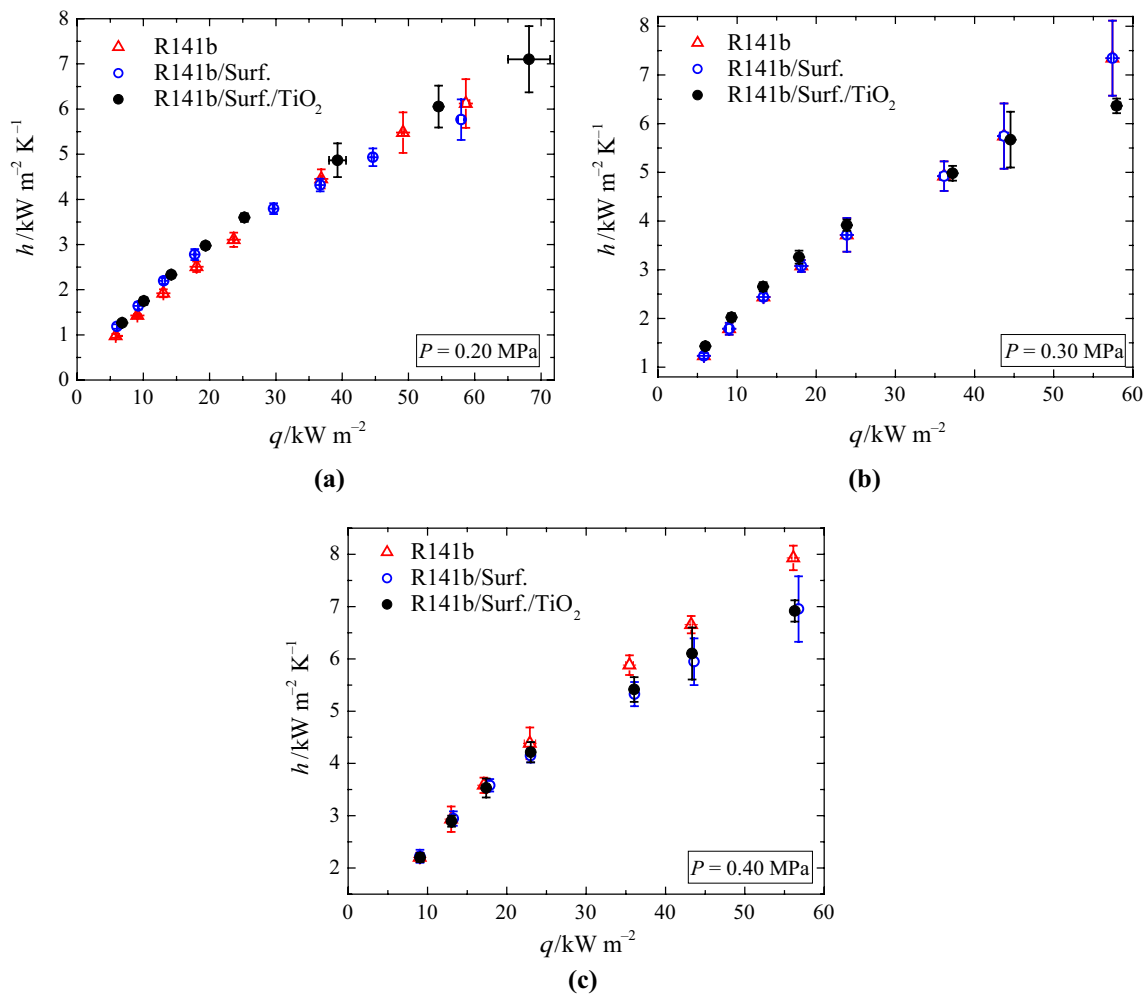 8
7
6
5
4
3
2
1
0
h/kW m⁻² K⁻¹
R141b
R141b/Surf.
R141b/Surf./TiO₂
P = 0.20 MPa
0 10 20 30 40 50 60 70
q/kW m⁻²
(a)
8
7
6
5
4
3
2
1
h/kW m⁻² K⁻¹
R141b
R141b/Surf.
R141b/Surf./TiO₂
P = 0.30 MPa
0 10 20 30 40 50 60
q/kW m⁻²
(b)
8
7
6
5
4
3
2
h/kW m⁻² K⁻¹
R141b
R141b/Surf.
R141b/Surf./TiO₂
P = 0.40 MPa
0 10 20 30 40 50 60
q/kW m⁻²
(c)